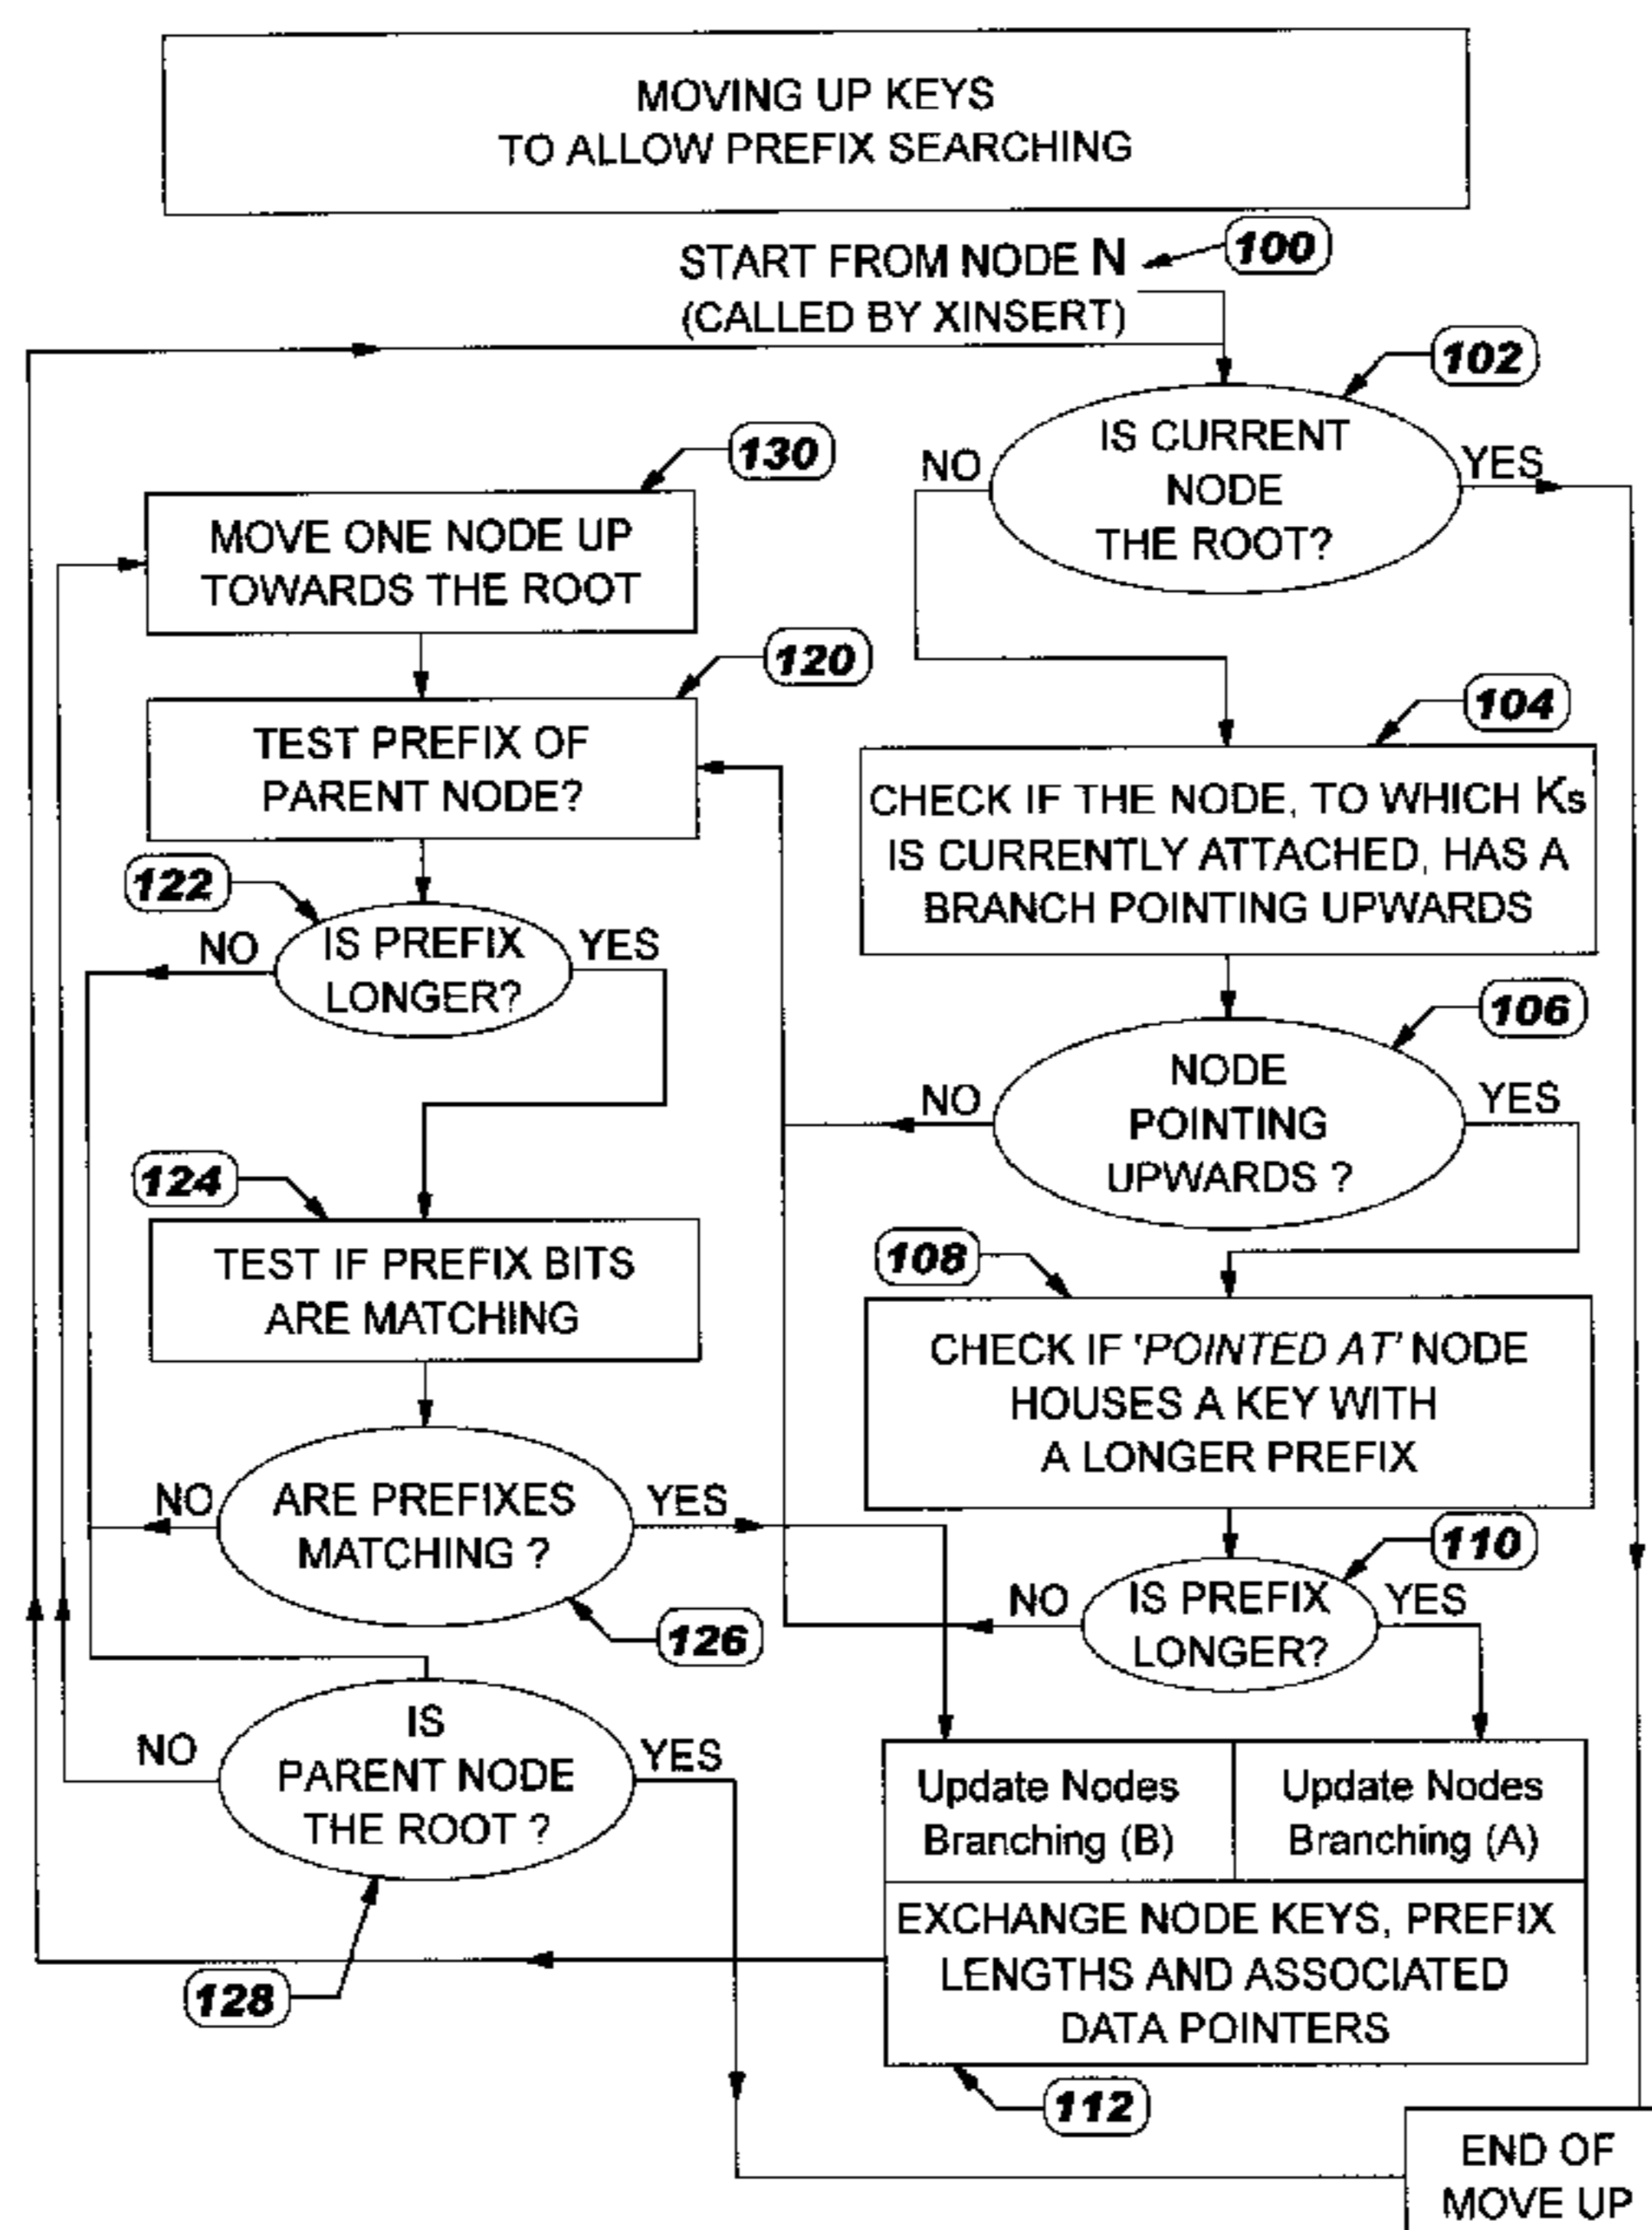 MOVING UP KEYS
TO ALLOW PREFIX SEARCHING
START FROM NODE N
100
(CALLED BY XINSERT)
102
IS CURRENT
NODE
THE ROOT?
NO
YES
130
MOVE ONE NODE UP
TOWARDS THE ROOT
120
TEST PREFIX OF
PARENT NODE?
104
CHECK IF THE NODE, TO WHICH Ks
IS CURRENTLY ATTACHED, HAS A
BRANCH POINTING UPWARDS
122
NO
IS PREFIX
LONGER?
YES
106
NODE
POINTING
UPWARDS ?
NO
YES
124
TEST IF PREFIX BITS
ARE MATCHING
108
CHECK IF 'POINTED AT' NODE
HOUSES A KEY WITH
A LONGER PREFIX
NO
ARE PREFIXES
MATCHING ?
YES
126
110
NO
IS PREFIX
LONGER?
YES
NO
IS
PARENT NODE
THE ROOT ?
YES
128
Update Nodes
Branching (B)
Update Nodes
Branching (A)
EXCHANGE NODE KEYS, PREFIX
LENGTHS AND ASSOCIATED
DATA POINTERS
112
END OF
MOVE UP